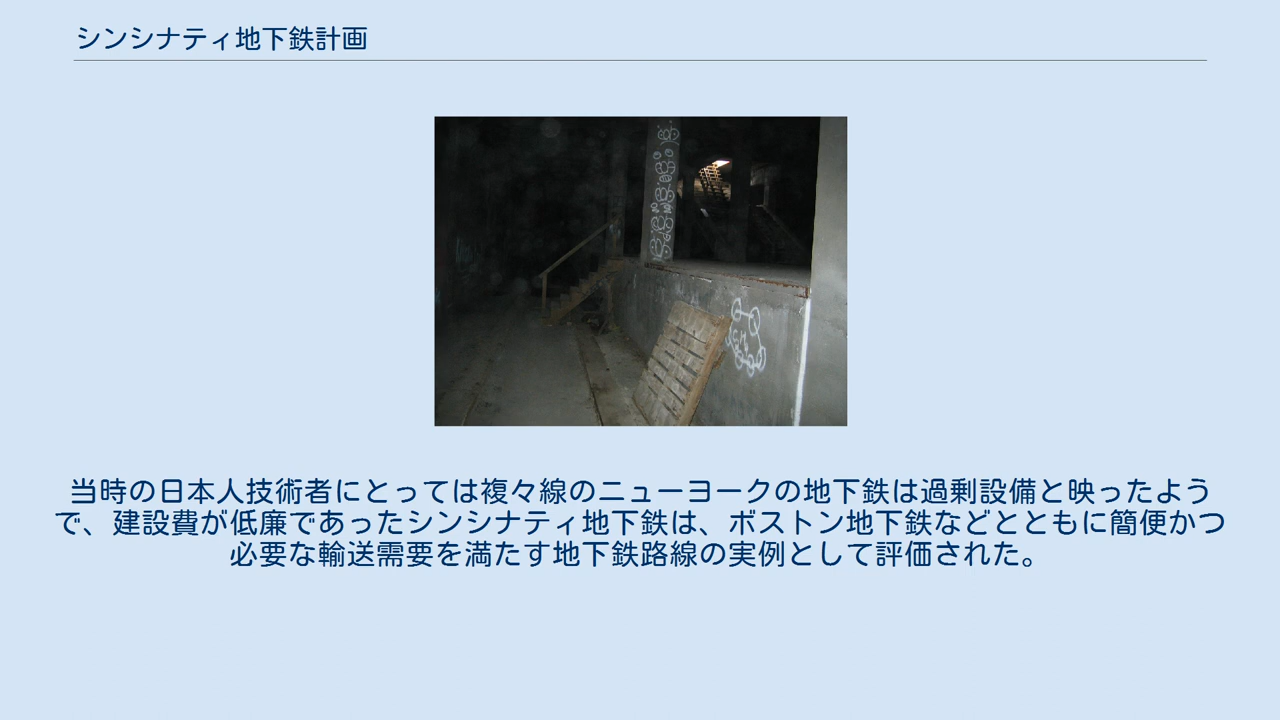 シンシナティ地下鉄計画
当時の日本人技術者にとっては複々線のニューヨークの地下鉄は過剰設備と映ったよう
で、建設費が低廉であったシンシナティ地下鉄は、ボストン地下鉄などとともに簡便かつ
必要な輸送需要を満たす地下鉄路線の実例として評価された。